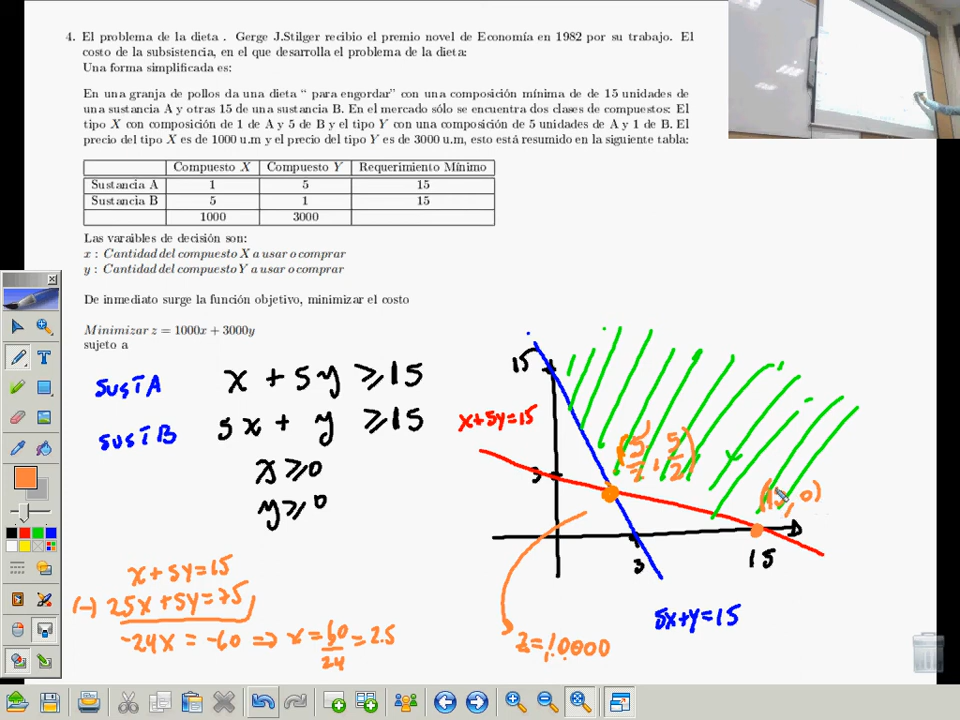 4. El problema de la dieta . Gerge J.Stilger recibio el premio novel de Economía en 1982 por su trabajo. El
costo de la subsistencia, en el que desarrolla el problema de la dieta:
Una forma simplificada es:
En una granja de pollos da una dieta “ para engordar” con una composición mínima de de 15 unidades de
una sustancia A y otras 15 de una sustancia B. En el mercado sólo se encuentra dos clases de compuestos: El
tipo X con composición de 1 de A y 5 de B y el tipo Y con una composición de 5 unidades de A y 1 de B. El
precio del tipo X es de 1000 u.m y el precio del tipo Y es de 3000 u.m, esto está resumido en la siguiente tabla:
Compuesto X Compuesto Y Requerimiento Mínimo
Sustancia A 1 5 15
Sustancia B 5 1 15
1000 3000
Las varaibles de decisión son:
x : Cantidad del compuesto X a usar o comprar
y : Cantidad del compuesto Y a usar o comprar
De inmediato surge la función objetivo, minimizar el costo
Minimizar z = 1000x + 3000y
sujeto a
SUSTA x + 5y ≥ 15
SUSTB 5x + y ≥ 15
x ≥ 0
y ≥ 0
x + 5y = 15
(-) 25x + 5y = 75
-24x = -60 ⇒ x = 60/24 = 2.5
15
x+5y=15
3
(5/2, 5/2)
(15, 0)
3
15
5x+y=15
z=10000
T